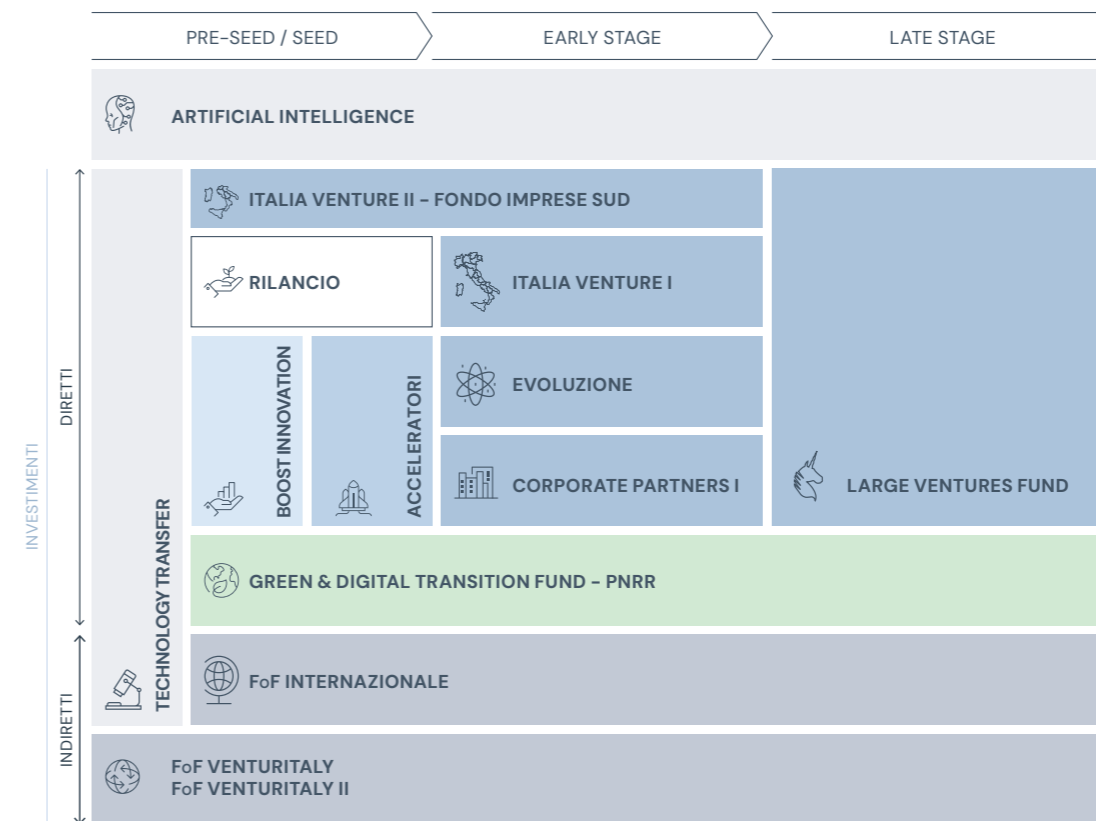 PRE-SEED / SEED
EARLY STAGE
LATE STAGE
ARTIFICIAL INTELLIGENCE
INVESTIMENTI
DIRETTI
INDIRETTI
TECHNOLOGY TRANSFER
ITALIA VENTURE II – FONDO IMPRESE SUD
RILANCIO
ITALIA VENTURE I
BOOST INNOVATION
ACCELERATORI
EVOLUZIONE
CORPORATE PARTNERS I
LARGE VENTURES FUND
GREEN & DIGITAL TRANSITION FUND – PNRR
FoF INTERNAZIONALE
FoF VENTURITALY
FoF VENTURITALY II